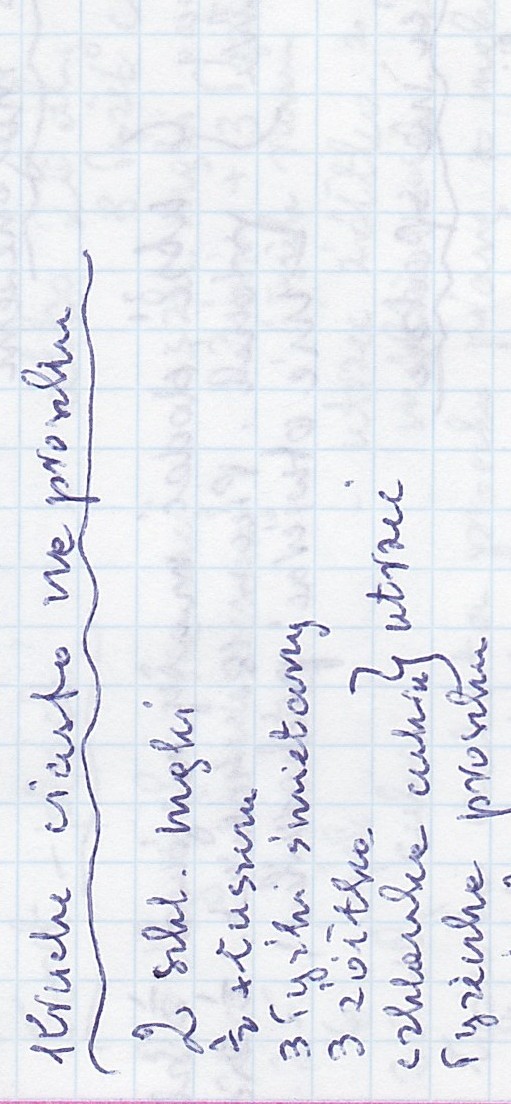 Kruche ciasto na proszku
2 szkl. mąki
½ tłuszczu
3 łyżki śmietany
3 żółtka } utrzeć
szklanka cukru
łyżeczka proszku